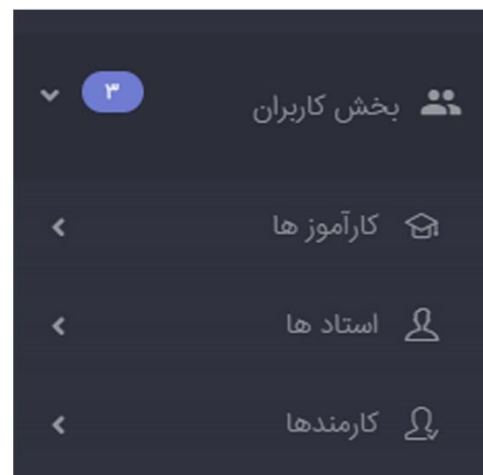 بخش کاربران ۳
کارآموز ها
استاد ها
کارمندها